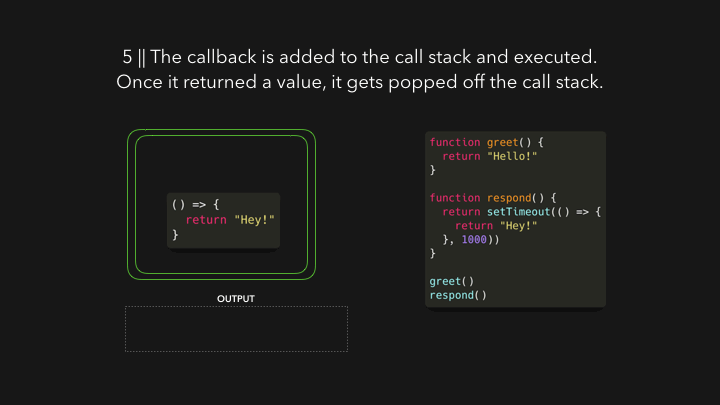 5 || The callback is added to the call stack and executed.
Once it returned a value, it gets popped off the call stack.
() => {
  return "Hey!"
}
OUTPUT
function greet() {
  return "Hello!"
}

function respond() {
  return setTimeout(() => {
    return "Hey!"
  }, 1000))
}

greet()
respond()